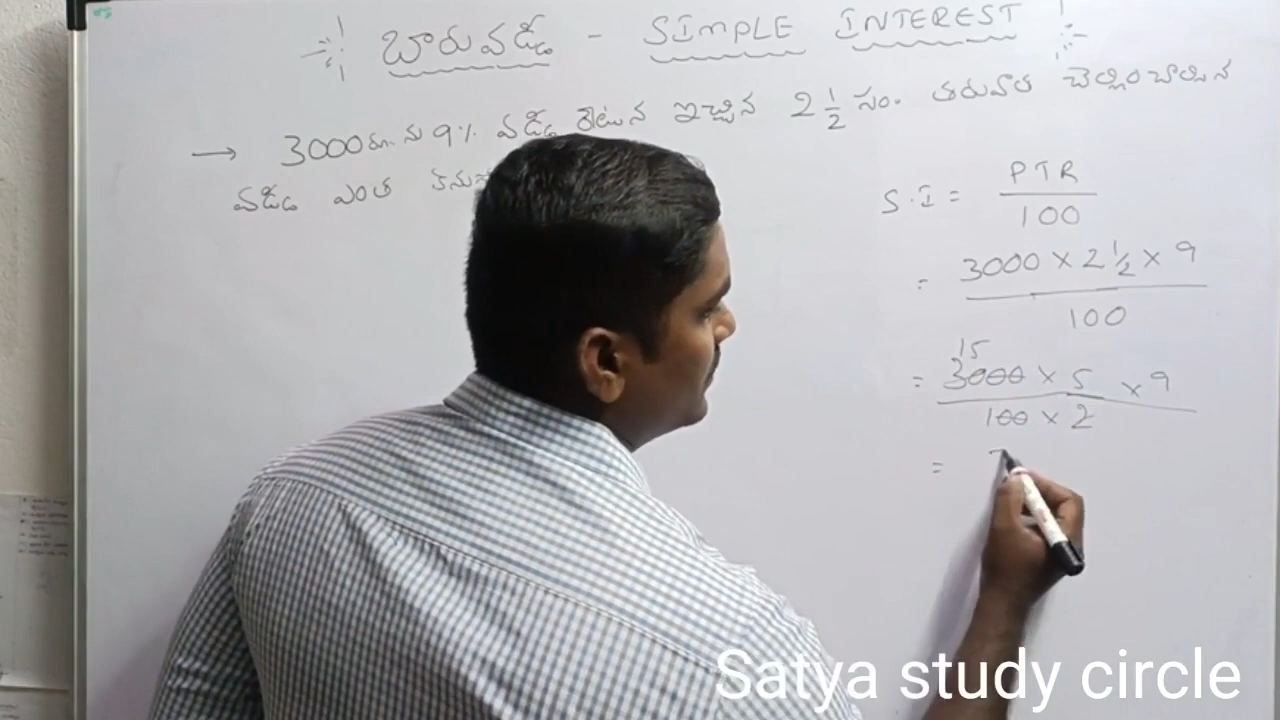 బారువడ్డీ - SIMPLE INTEREST
→ 3000 రూ. ను 9% వడ్డీ రేటున ఇచ్చిన 2 1/2 సం. తరువాత చెల్లించాల్సిన
వడ్డీ ఎంత
S.I = PTR / 100
= 3000 × 2 1/2 × 9 / 100
15
= 3000 × 5 × 9 / 100 × 2
=
Satya study circle